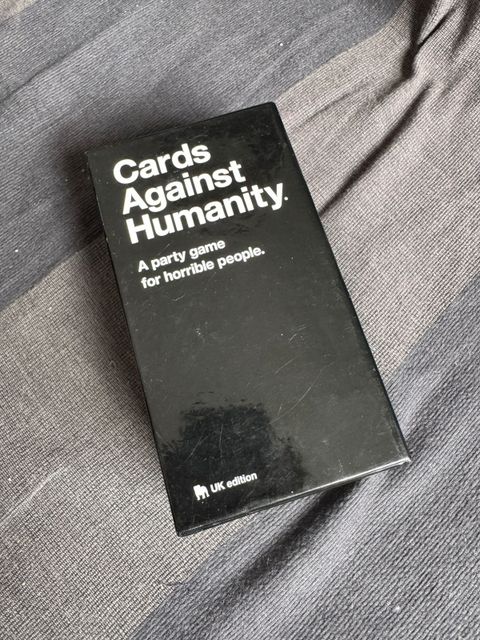 Cards
Against
Humanity.
A party game
for horrible people.
UK edition